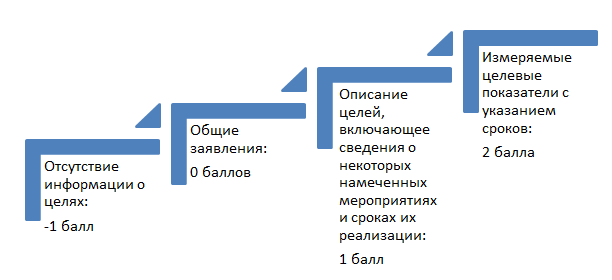 Отсутствие
информации о
целях:
-1 балл
Общие
заявления:
0 баллов
Описание
целей,
включающее
сведения о
некоторых
намеченных
мероприятиях
и сроках их
реализации:
1 балл
Измеряемые
целевые
показатели с
указанием
сроков:
2 балла